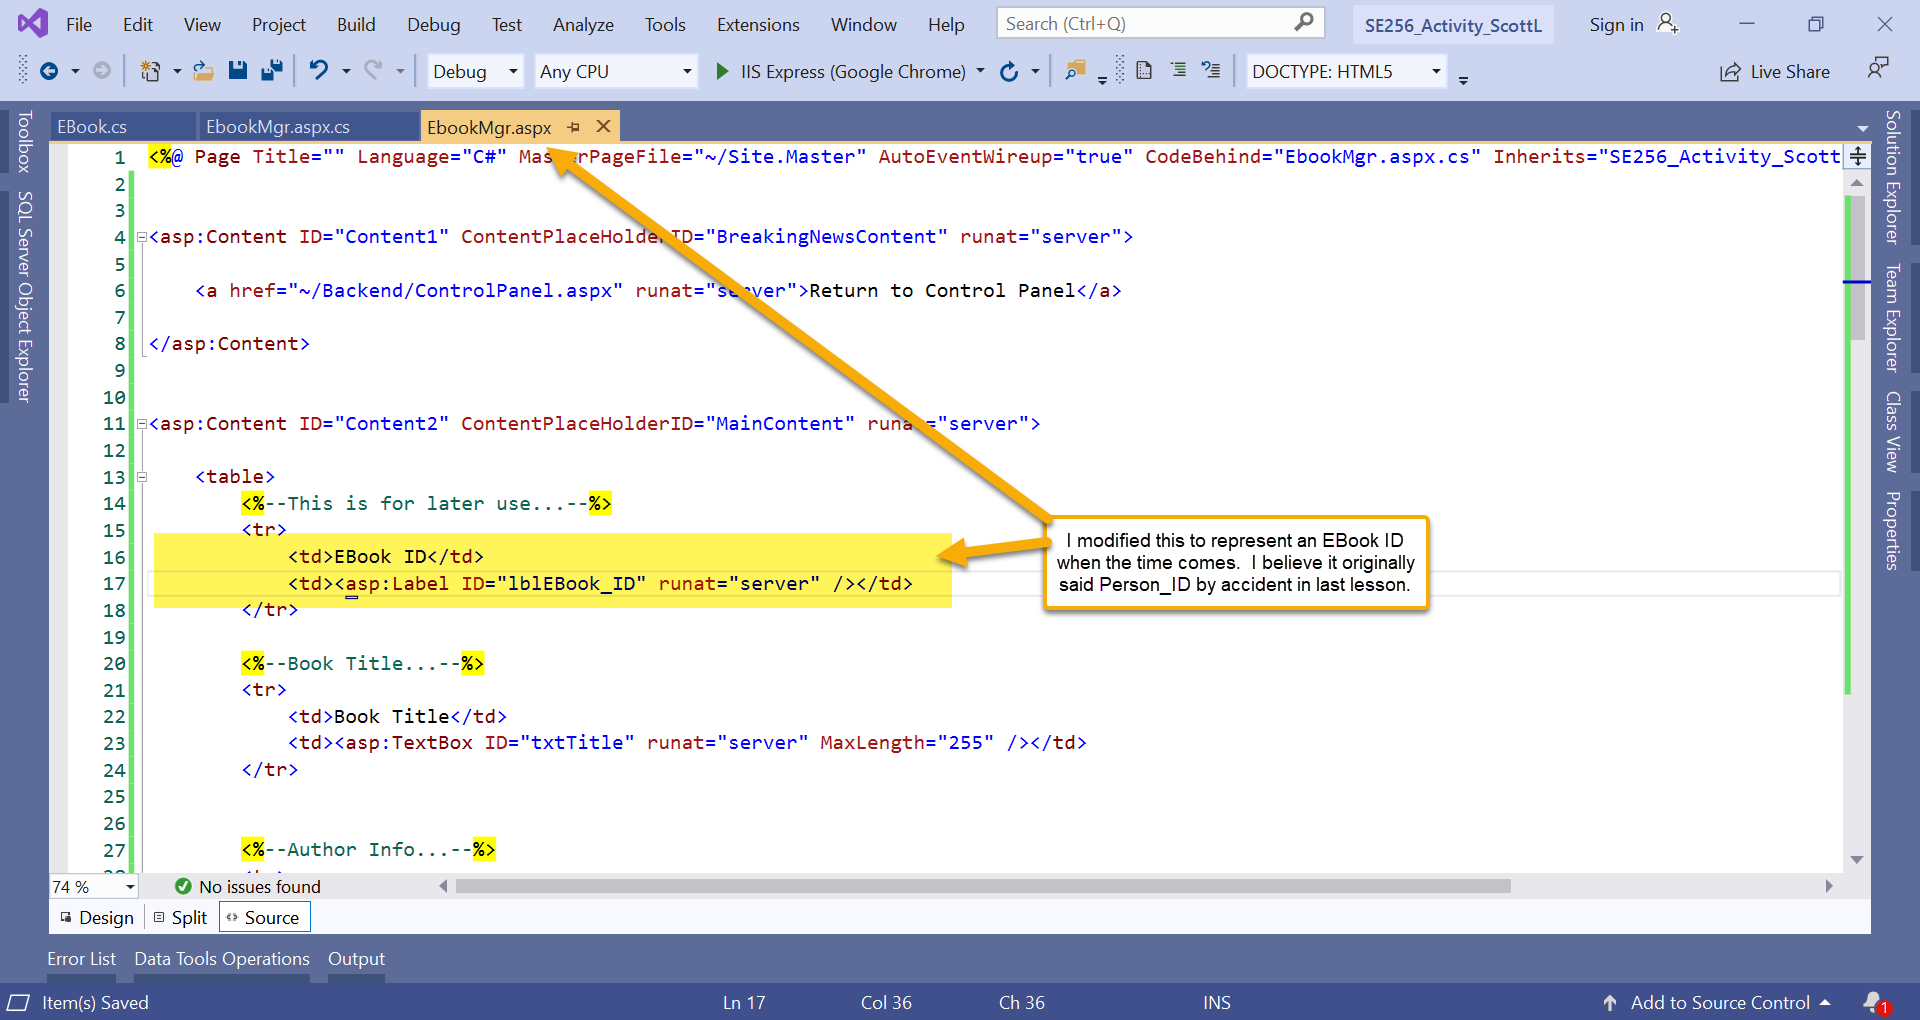 File Edit View Project Build Debug Test Analyze Tools Extensions Window Help Search (Ctrl+Q) SE256_Activity_ScottL Sign in
Debug Any CPU IIS Express (Google Chrome) DOCTYPE: HTML5 Live Share
Toolbox
SQL Server Object Explorer
EBook.cs EbookMgr.aspx.cs EbookMgr.aspx
1 <%@ Page Title="" Language="C#" MasterPageFile="~/Site.Master" AutoEventWireup="true" CodeBehind="EbookMgr.aspx.cs" Inherits="SE256_Activity_Scott
2
3
4 <asp:Content ID="Content1" ContentPlaceHolderID="BreakingNewsContent" runat="server">
5
6 <a href="~/Backend/ControlPanel.aspx" runat="server">Return to Control Panel</a>
7
8 </asp:Content>
9
10
11 <asp:Content ID="Content2" ContentPlaceHolderID="MainContent" runat="server">
12
13 <table>
14 <%--This is for later use...--%>
15 <tr>
16 <td>EBook ID</td>
17 <td><asp:Label ID="lblEBook_ID" runat="server" /></td>
18 </tr>
19
20 <%--Book Title...--%>
21 <tr>
22 <td>Book Title</td>
23 <td><asp:TextBox ID="txtTitle" runat="server" MaxLength="255" /></td>
24 </tr>
25
26
27 <%--Author Info...--%>
I modified this to represent an EBook ID
when the time comes. I believe it originally
said Person_ID by accident in last lesson.
Solution Explorer
Team Explorer
Class View
Properties
74 % No issues found
Design Split Source
Error List Data Tools Operations Output
Item(s) Saved Ln 17 Col 36 Ch 36 INS Add to Source Control 1